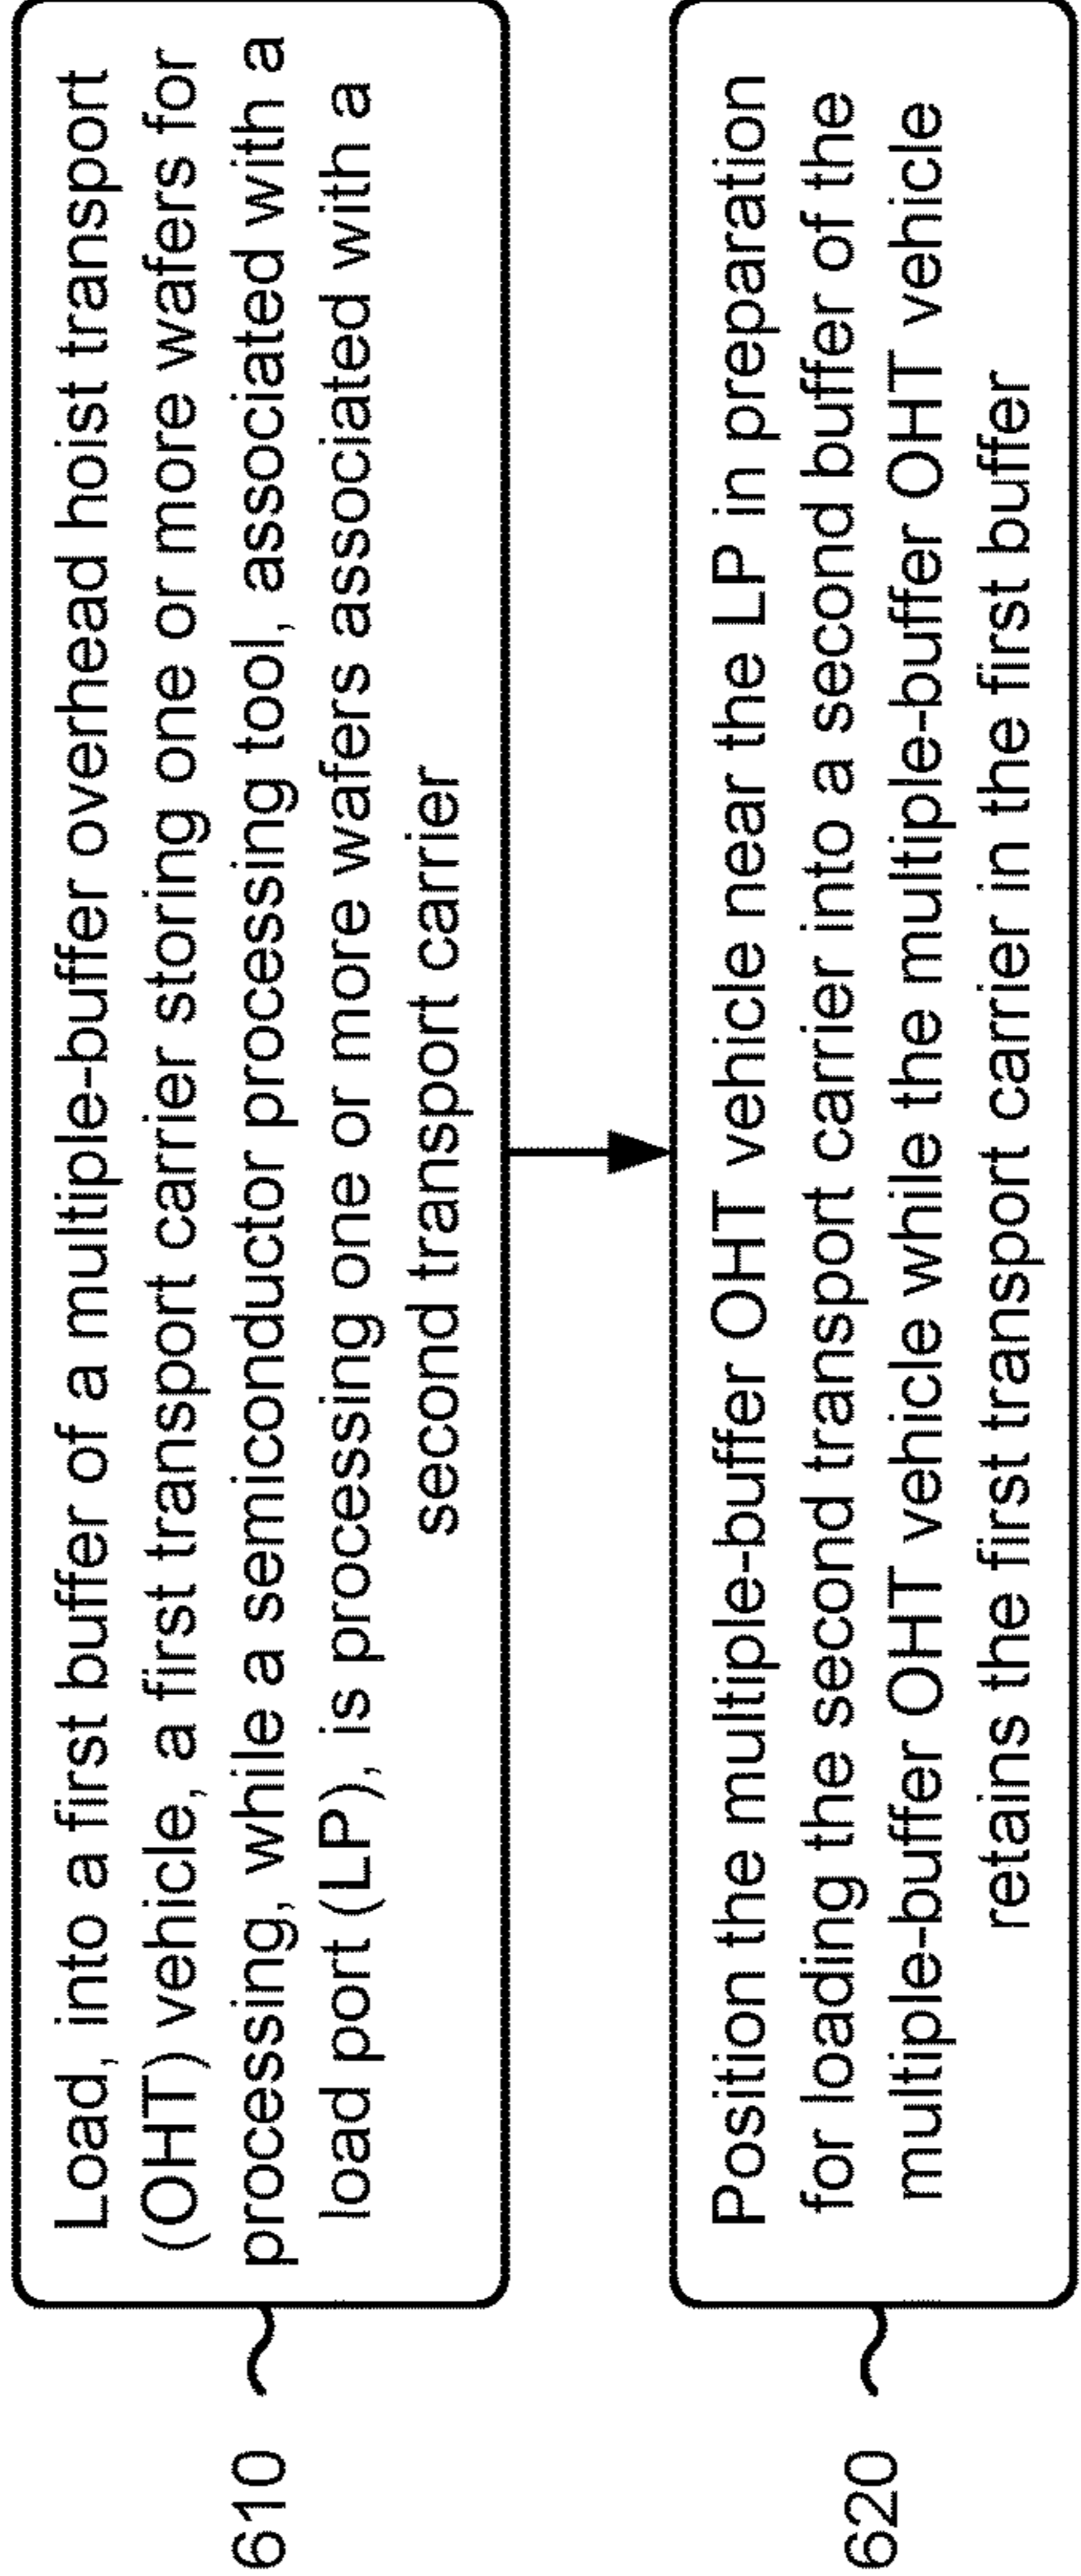 610
Load, into a first buffer of a multiple-buffer overhead hoist transport
(OHT) vehicle, a first transport carrier storing one or more wafers for
processing, while a semiconductor processing tool, associated with a
load port (LP), is processing one or more wafers associated with a
second transport carrier
620
Position the multiple-buffer OHT vehicle near the LP in preparation
for loading the second transport carrier into a second buffer of the
multiple-buffer OHT vehicle while the multiple-buffer OHT vehicle
retains the first transport carrier in the first buffer